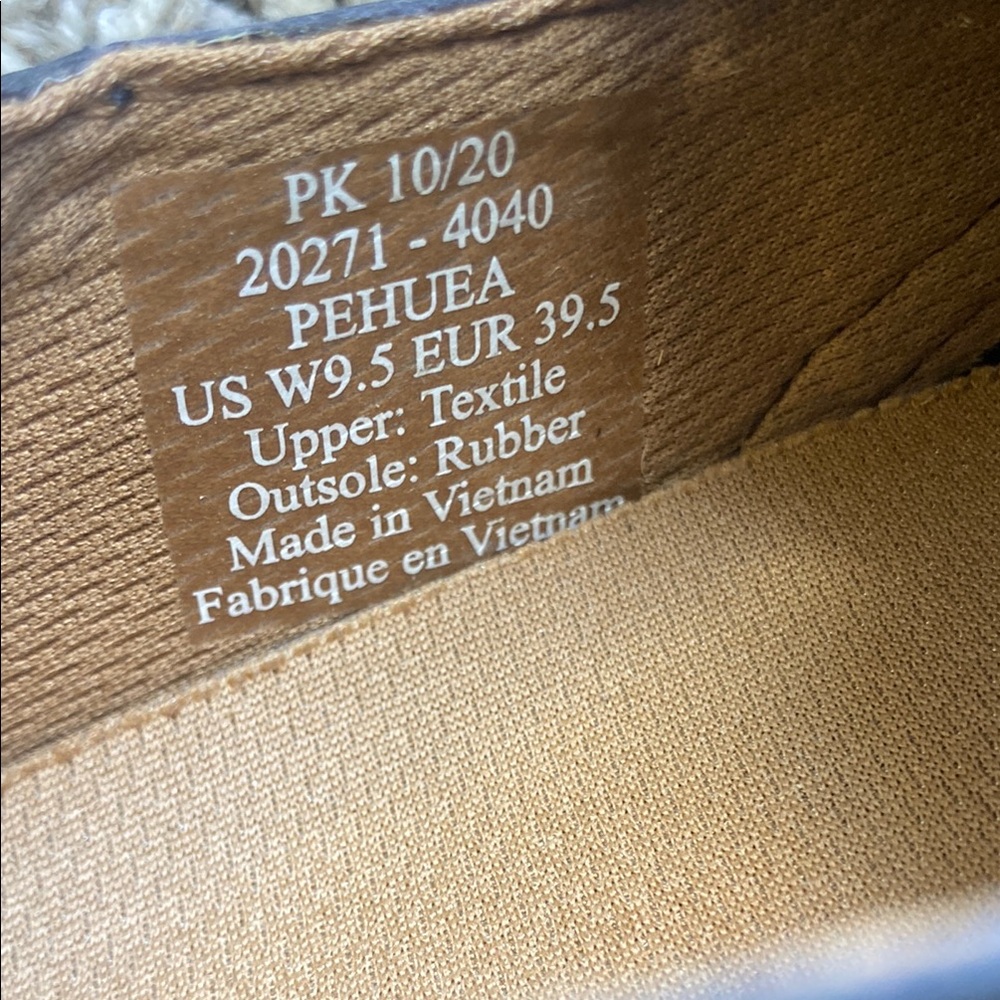 PK 10/20
20271 - 4040
PEHUEA
US W9.5 EUR 39.5
Upper: Textile
Outsole: Rubber
Made in Vietnam
Fabrique en Vietnam